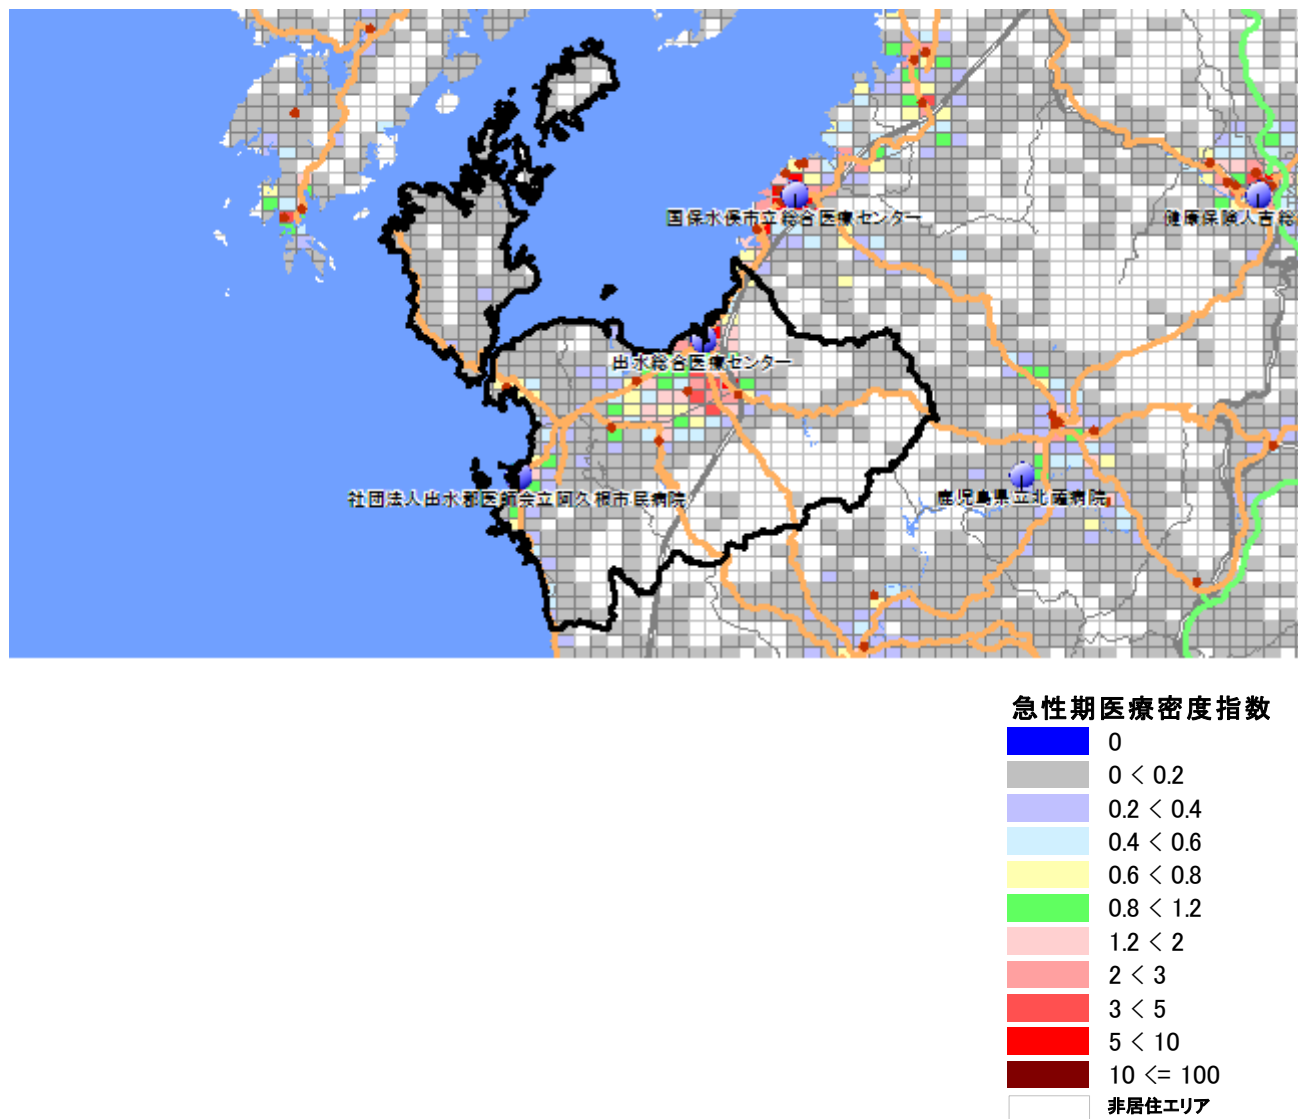 国保水俣市立総合医療センター
健康保険人吉総
出水総合医療センター
社団法人出水郡医師会立阿久根市民病院
鹿児島県立北薩病院
急性期医療密度指数
0
0 < 0.2
0.2 < 0.4
0.4 < 0.6
0.6 < 0.8
0.8 < 1.2
1.2 < 2
2 < 3
3 < 5
5 < 10
10 <= 100
非居住エリア